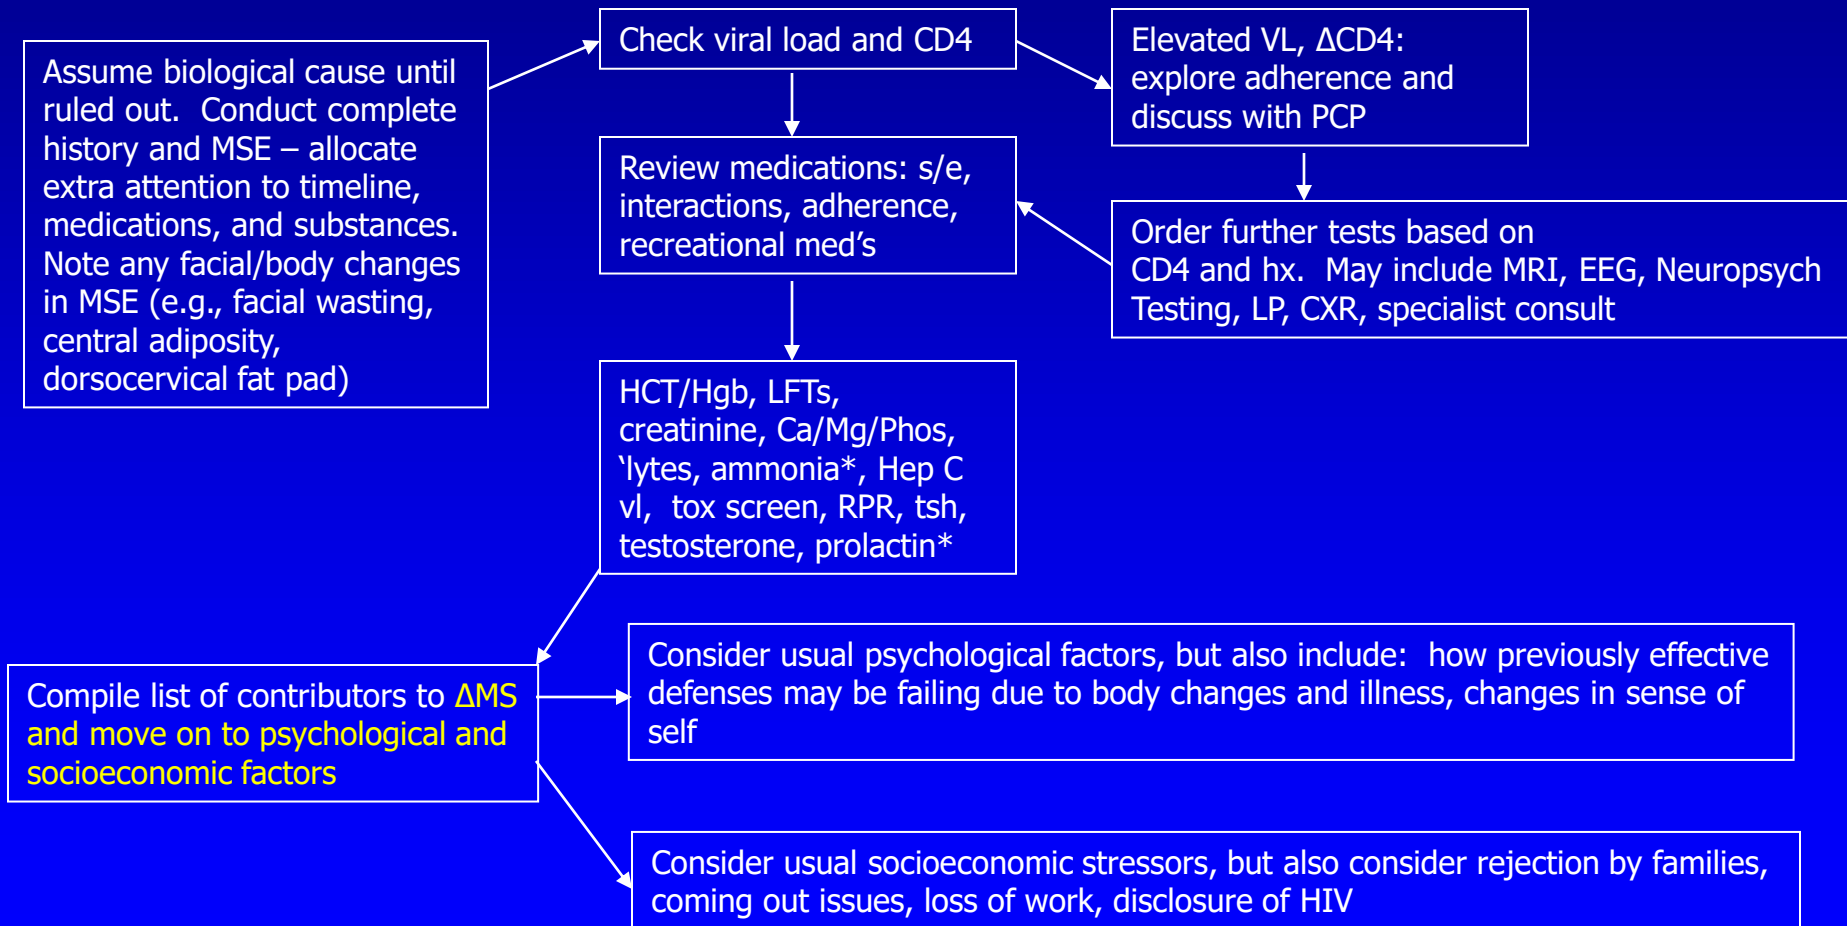 Assume biological cause until
ruled out.  Conduct complete
history and MSE – allocate
extra attention to timeline,
medications, and substances.
Note any facial/body changes
in MSE (e.g., facial wasting,
central adiposity,
dorsocervical fat pad)
Check viral load and CD4
Elevated VL, ΔCD4:
explore adherence and
discuss with PCP
Order further tests based on
CD4 and hx.  May include MRI, EEG, Neuropsych
Testing, LP, CXR, specialist consult
Review medications: s/e,
interactions, adherence,
recreational med’s
HCT/Hgb, LFTs,
creatinine, Ca/Mg/Phos,
‘lytes, ammonia*, Hep C
vl,  tox screen, RPR, tsh,
testosterone, prolactin*
Compile list of contributors to ΔMS
and move on to psychological and
socioeconomic factors
Consider usual psychological factors, but also include:  how previously effective
defenses may be failing due to body changes and illness, changes in sense of
self
Consider usual socioeconomic stressors, but also consider rejection by families,
coming out issues, loss of work, disclosure of HIV